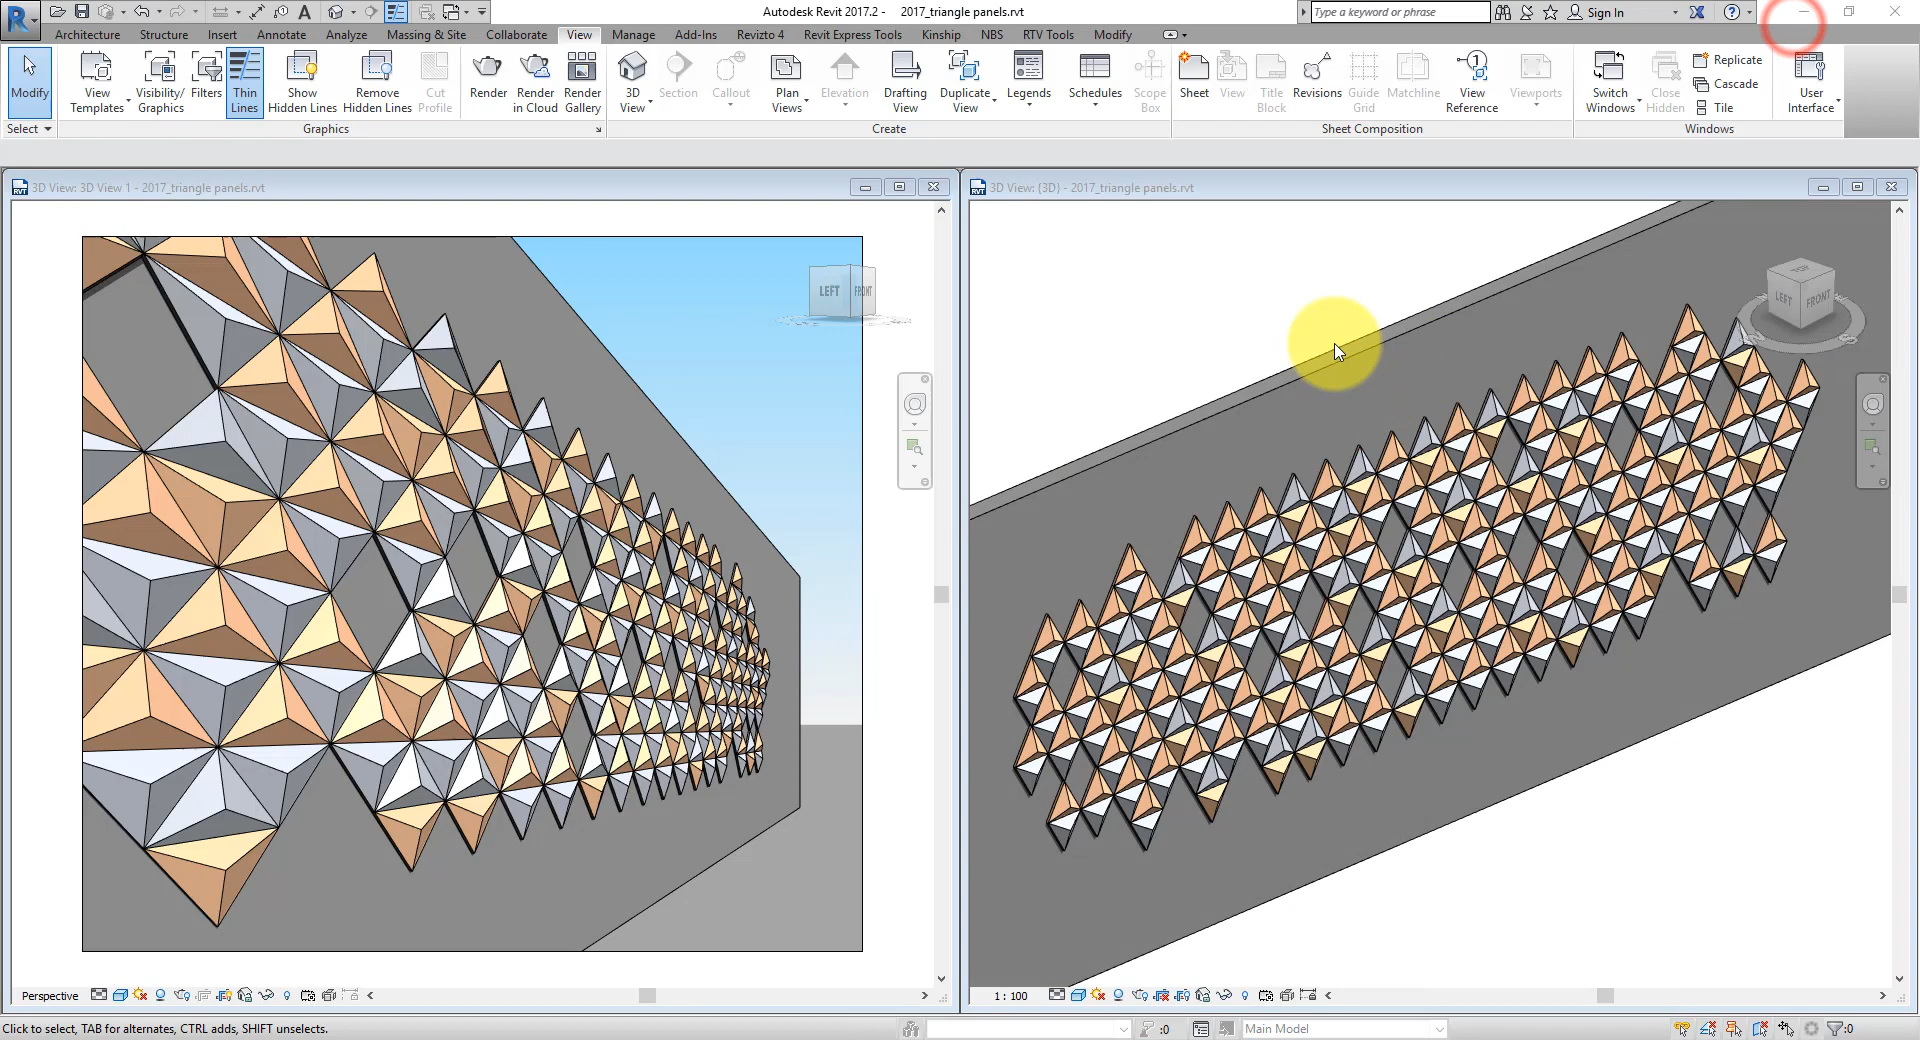 Autodesk Revit 2017.2 - 2017_triangle panels.rvt
Type a keyword or phrase
Sign In
Architecture Structure Insert Annotate Analyze Massing & Site Collaborate View Manage Add-Ins Revizto 4 Revit Express Tools Kinship NBS RTV Tools Modify
Modify
View Templates
Visibility/ Graphics
Filters
Thin Lines
Show Hidden Lines
Remove Hidden Lines
Cut Profile
Render
Render in Cloud
Render Gallery
3D View
Section
Callout
Plan Views
Elevation
Drafting View
Duplicate View
Legends
Schedules
Scope Box
Sheet
View
Title Block
Revisions
Guide Grid
Matchline
View Reference
Viewports
Switch Windows
Close Hidden
Replicate
Cascade
Tile
User Interface
Select Graphics Create Sheet Composition Windows
3D View: 3D View 1 - 2017_triangle panels.rvt
3D View: {3D} - 2017_triangle panels.rvt
LEFT FRONT
TOP
LEFT FRONT
Perspective
1 : 100
Click to select, TAB for alternates, CTRL adds, SHIFT unselects.
:0
Main Model
:0